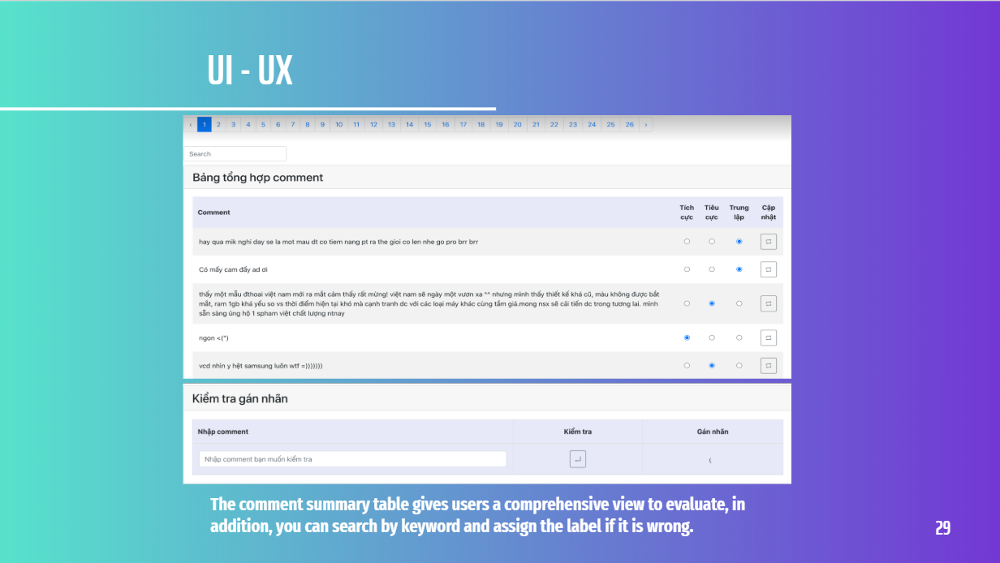 UI - UX
‹ 1 2 3 4 5 6 7 8 9 10 11 12 13 14 15 16 17 18 19 20 21 22 23 24 25 26 ›
Search
Bảng tổng hợp comment
Comment
Tích cực
Tiêu cực
Trung lập
Cập nhật
hay qua mik nghi day se la mot mau dt co tiem nang pt ra the gioi co len nhe go pro brr brr
Có mấy cam đấy ad ơi
thấy một mẫu đthoai việt nam mới ra mắt cảm thấy rất mừng! việt nam sẽ ngày một vươn xa ^^ nhưng mình thấy thiết kế khá cũ, màu không được bắt
mắt, ram 1gb khá yếu so vs thời điểm hiện tại khó mà cạnh tranh dc với các loại máy khác cùng tầm giá.mong nsx sẽ cải tiến dc trong tương lai. mình
sẵn sàng ủng hộ 1 spham việt chất lượng ntnay
ngon <(")
vcd nhìn y hệt samsung luôn wtf =)))))))
Kiểm tra gán nhãn
Nhập comment
Kiểm tra
Gán nhãn
Nhập comment bạn muốn kiểm tra
(
The comment summary table gives users a comprehensive view to evaluate, in
addition, you can search by keyword and assign the label if it is wrong.
29